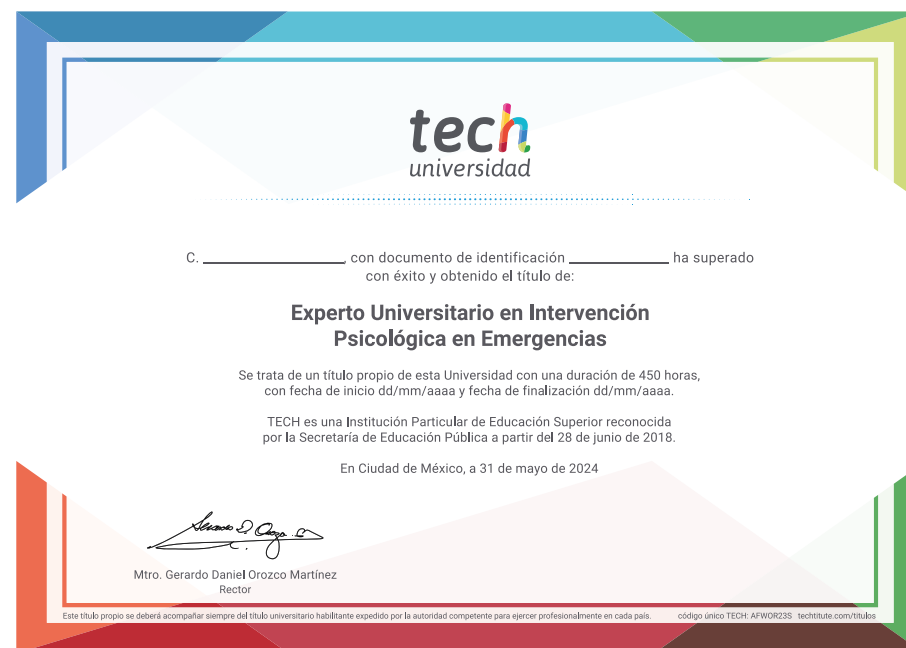 tech
universidad
C. ____________________, con documento de identificación ______________ ha superado
con éxito y obtenido el título de:
Experto Universitario en Intervención
Psicológica en Emergencias
Se trata de un título propio de esta Universidad con una duración de 450 horas,
con fecha de inicio dd/mm/aaaa y fecha de finalización dd/mm/aaaa.
TECH es una Institución Particular de Educación Superior reconocida
por la Secretaría de Educación Pública a partir del 28 de junio de 2018.
En Ciudad de México, a 31 de mayo de 2024
Mtro. Gerardo Daniel Orozco Martínez
Rector
Este título propio se deberá acompañar siempre del título universitario habilitante expedido por la autoridad competente para ejercer profesionalmente en cada país. código único TECH: AFWOR23S techtitute.com/titulos